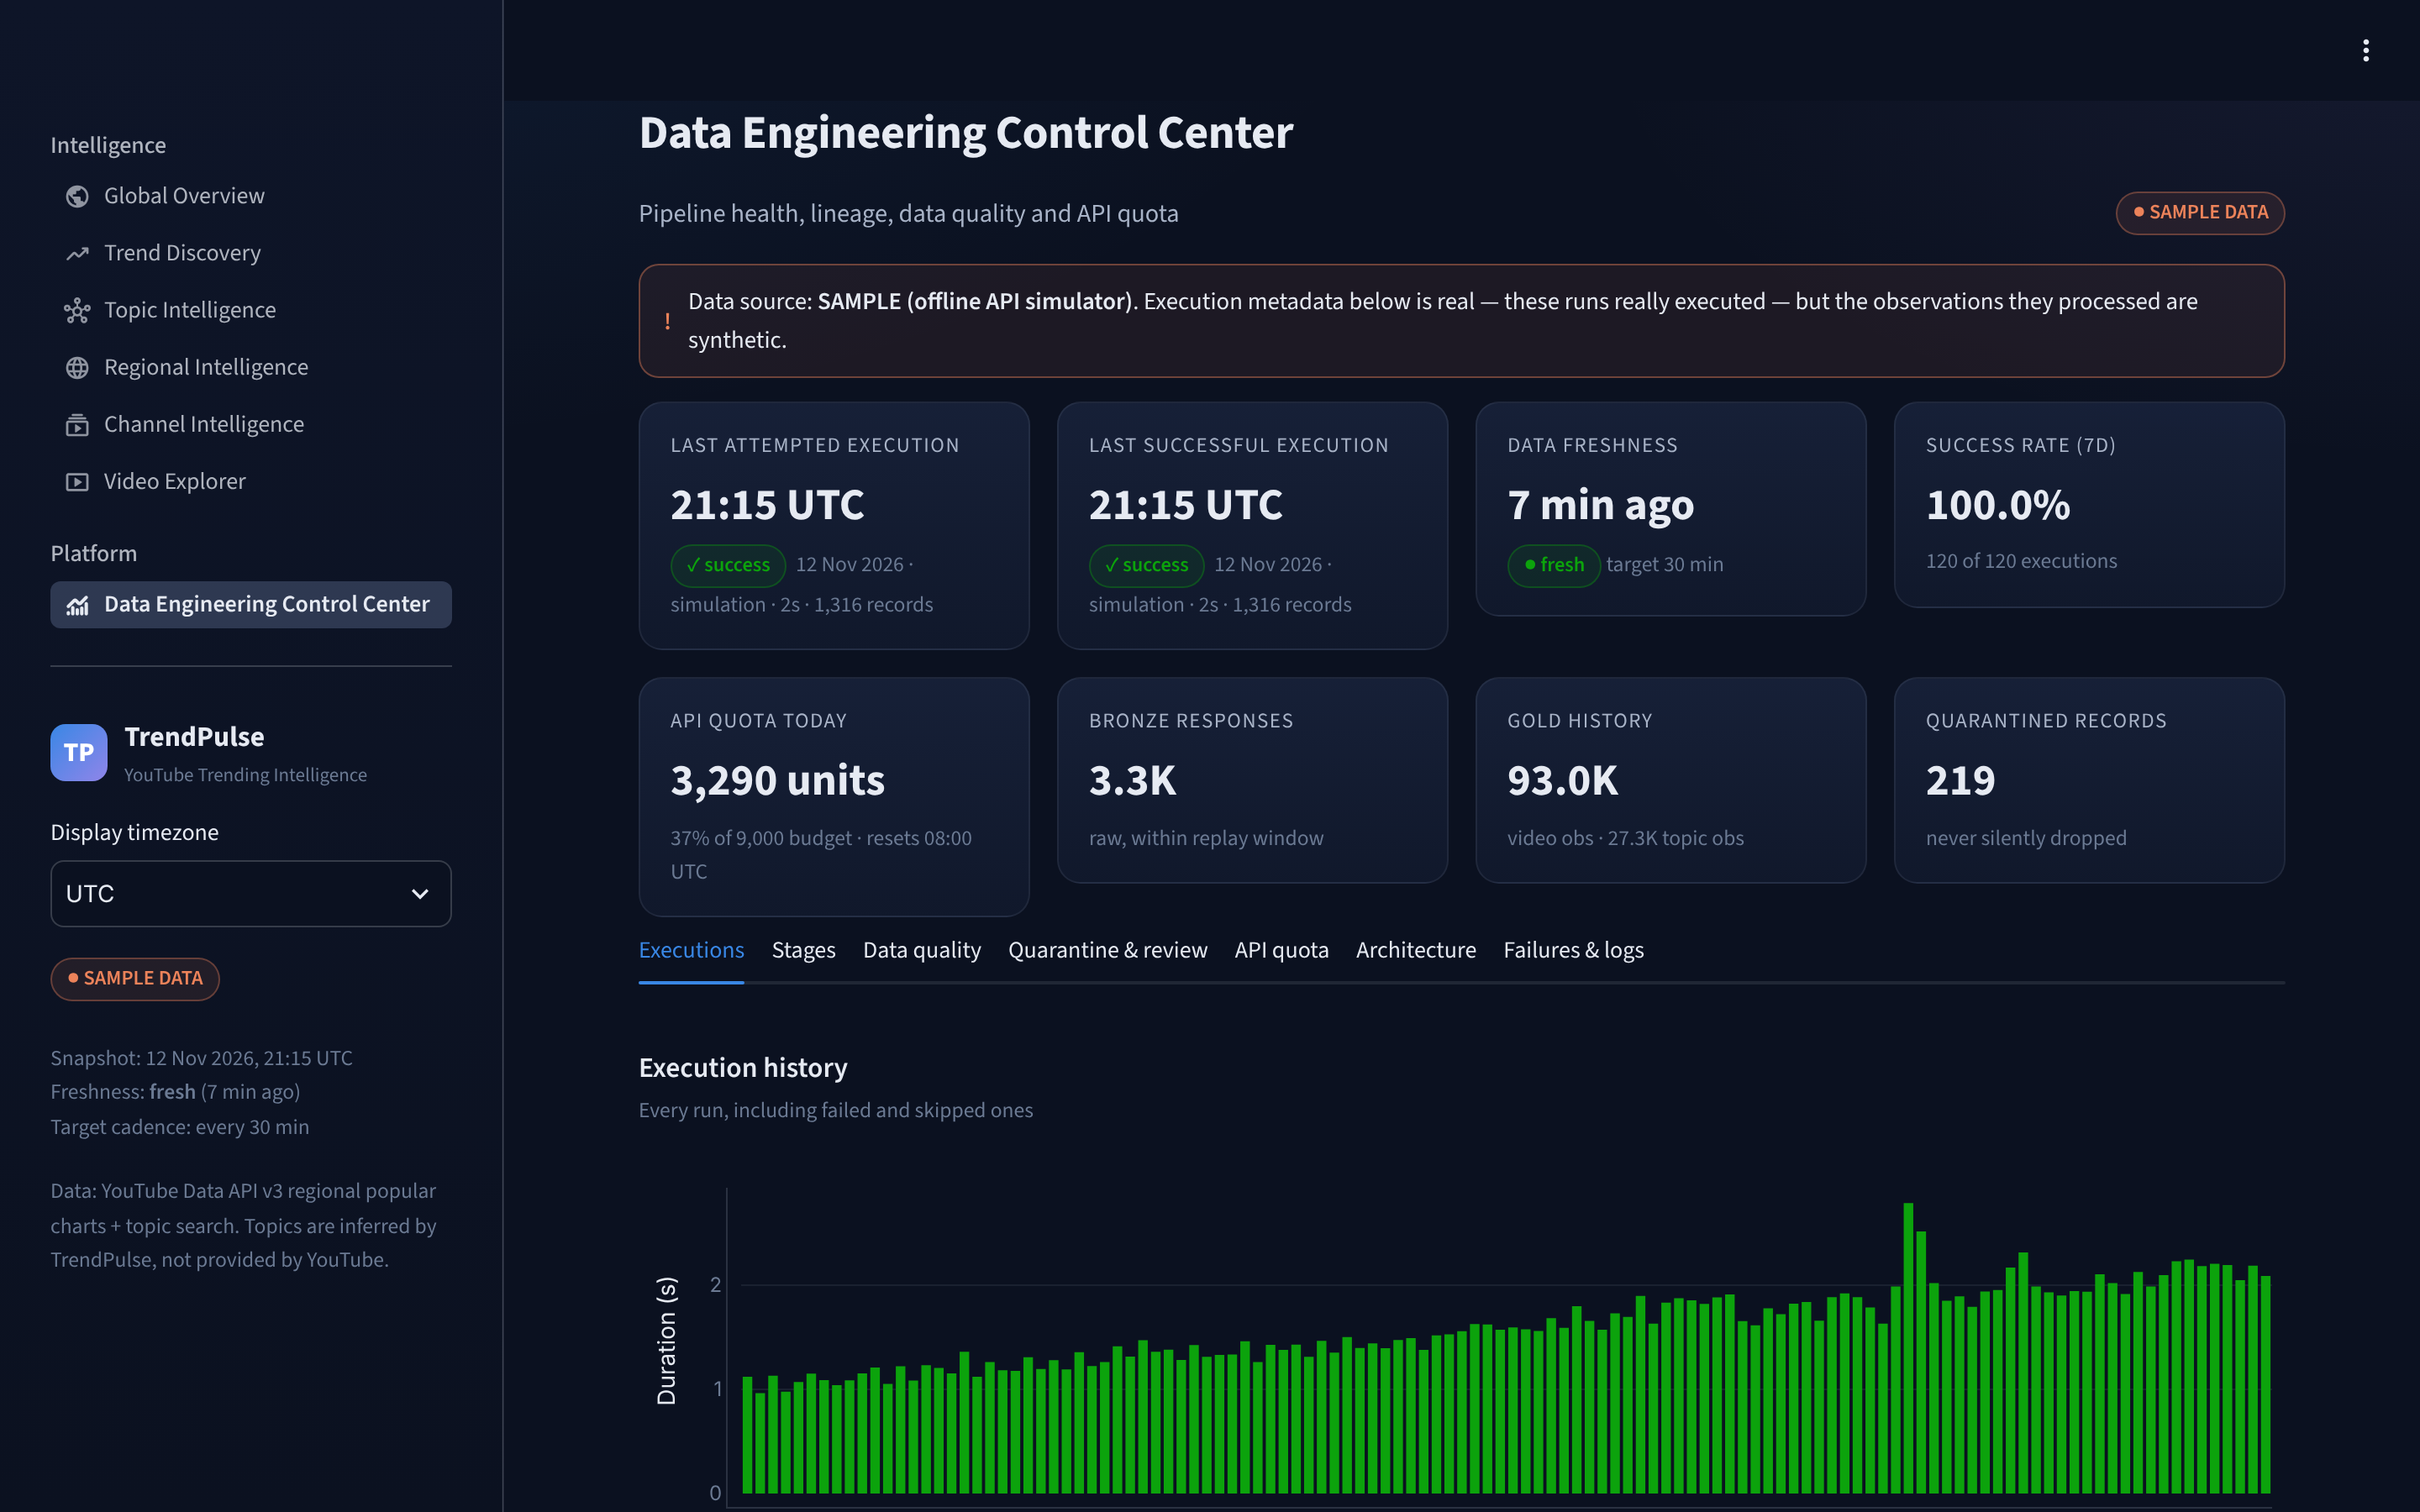 Intelligence
Global Overview
Trend Discovery
Topic Intelligence
Regional Intelligence
Channel Intelligence
Video Explorer
Platform
Data Engineering Control Center
TP
TrendPulse
YouTube Trending Intelligence
Display timezone
UTC
SAMPLE DATA
Snapshot: 12 Nov 2026, 21:15 UTC
Freshness: fresh (7 min ago)
Target cadence: every 30 min
Data: YouTube Data API v3 regional popular
charts + topic search. Topics are inferred by
TrendPulse, not provided by YouTube.
Data Engineering Control Center
Pipeline health, lineage, data quality and API quota
SAMPLE DATA
! Data source: SAMPLE (offline API simulator). Execution metadata below is real — these runs really executed — but the observations they processed are
synthetic.
LAST ATTEMPTED EXECUTION
21:15 UTC
✓ success 12 Nov 2026 ·
simulation · 2s · 1,316 records
LAST SUCCESSFUL EXECUTION
21:15 UTC
✓ success 12 Nov 2026 ·
simulation · 2s · 1,316 records
DATA FRESHNESS
7 min ago
fresh target 30 min
SUCCESS RATE (7D)
100.0%
120 of 120 executions
API QUOTA TODAY
3,290 units
37% of 9,000 budget · resets 08:00
UTC
BRONZE RESPONSES
3.3K
raw, within replay window
GOLD HISTORY
93.0K
video obs · 27.3K topic obs
QUARANTINED RECORDS
219
never silently dropped
Executions Stages Data quality Quarantine & review API quota Architecture Failures & logs
Execution history
Every run, including failed and skipped ones
Duration (s)
2
1
0